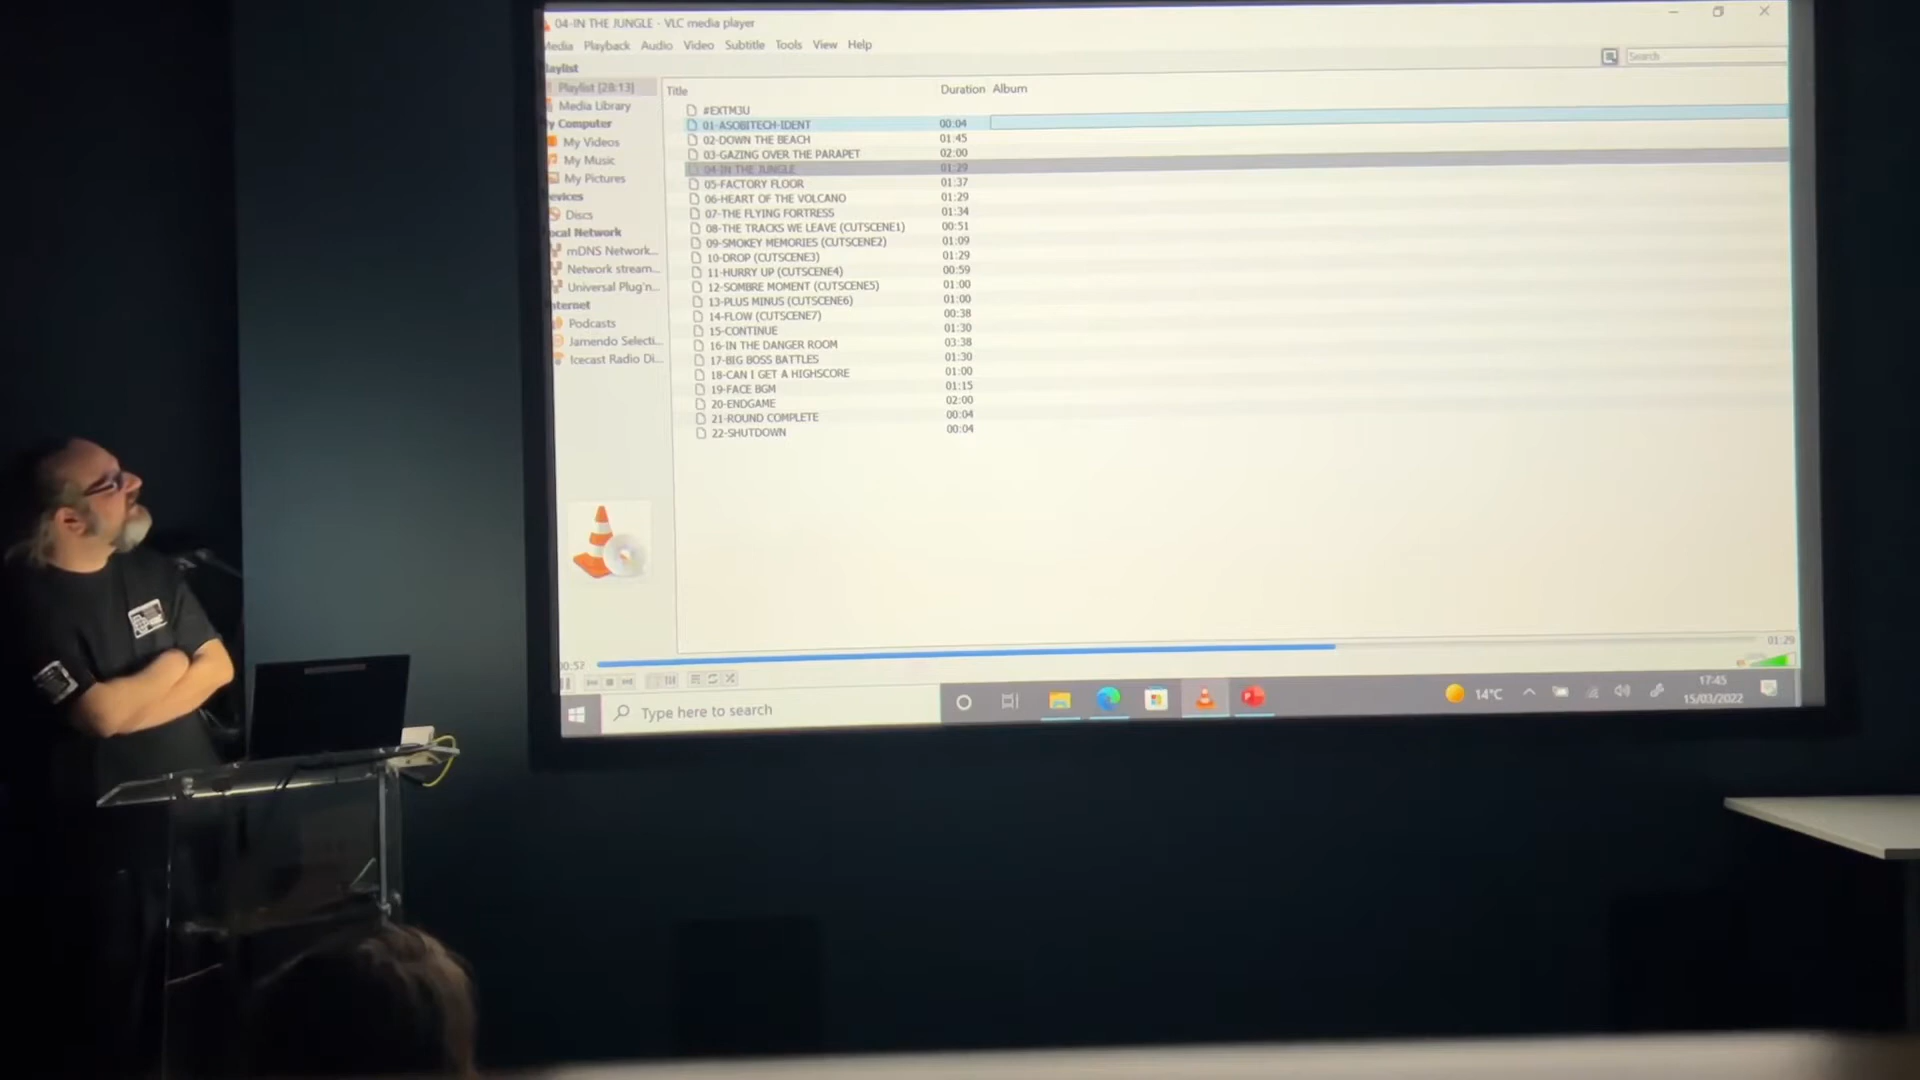 04-IN THE JUNGLE - VLC media player
Media Playback Audio Video Subtitle Tools View Help
Search
Playlist
Playlist [28:13]
Media Library
My Computer
My Videos
My Music
My Pictures
Devices
Discs
Local Network
mDNS Network...
Network stream...
Universal Plug'n...
Internet
Podcasts
Jamendo Selecti...
Icecast Radio Di...
Title Duration Album
#EXTM3U
01-ASOBITECH-IDENT 00:04
02-DOWN THE BEACH 01:45
03-GAZING OVER THE PARAPET 02:00
04-IN THE JUNGLE 01:29
05-FACTORY FLOOR 01:37
06-HEART OF THE VOLCANO 01:29
07-THE FLYING FORTRESS 01:34
08-THE TRACKS WE LEAVE (CUTSCENE1) 00:51
09-SMOKEY MEMORIES (CUTSCENE2) 01:09
10-DROP (CUTSCENE3) 01:29
11-HURRY UP (CUTSCENE4) 00:59
12-SOMBRE MOMENT (CUTSCENE5) 01:00
13-PLUS MINUS (CUTSCENE6) 01:00
14-FLOW (CUTSCENE7) 00:38
15-CONTINUE 01:30
16-IN THE DANGER ROOM 03:38
17-BIG BOSS BATTLES 01:30
18-CAN I GET A HIGHSCORE 01:00
19-FACE BGM 01:15
20-ENDGAME 02:00
21-ROUND COMPLETE 00:04
22-SHUTDOWN 00:04
00:52 01:29
Type here to search
14°C
17:45
15/03/2022